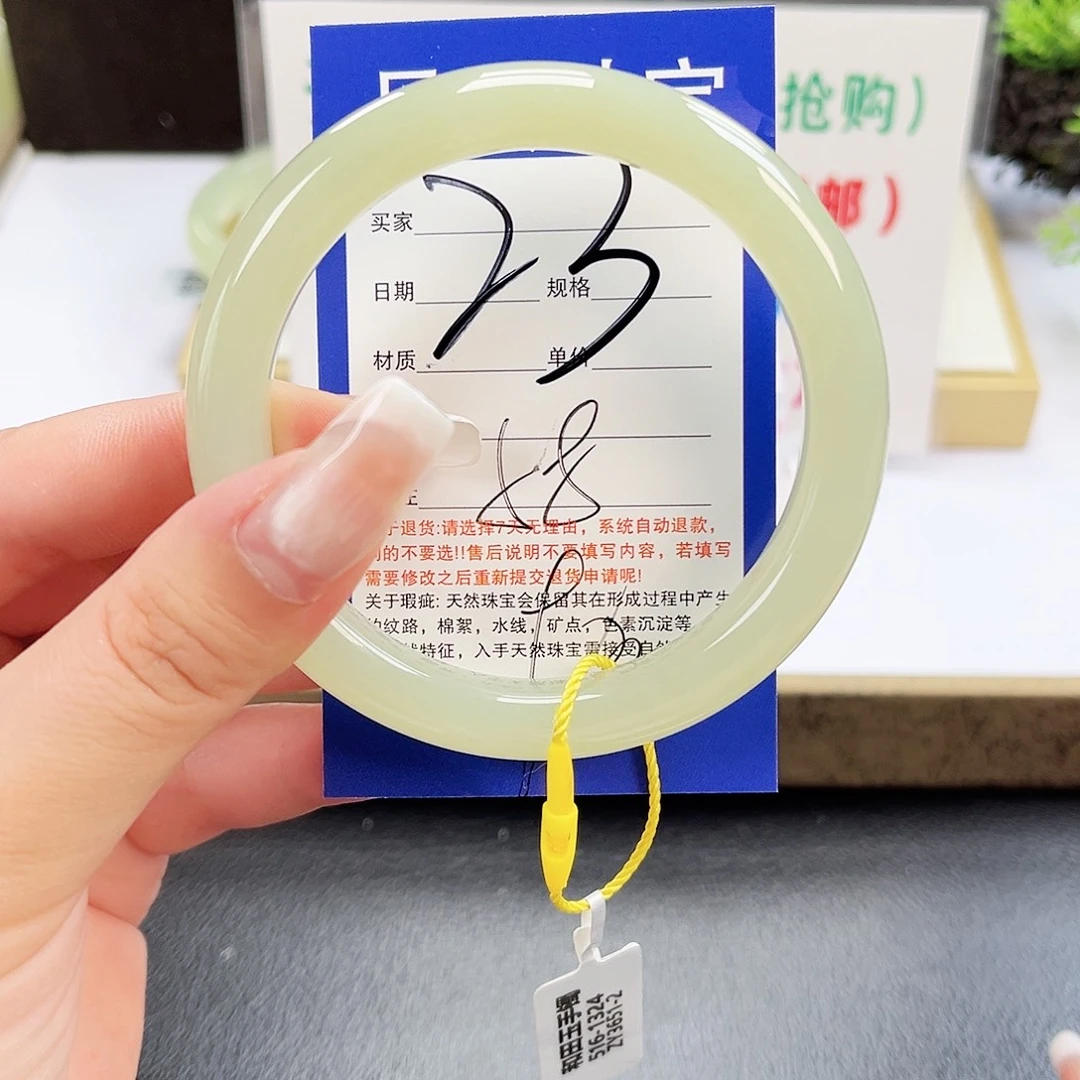 抢购）
邮）
23
买家
日期 规格
材质 单价
58
退货:请选择7天无理由，系统自动退款，
的不要选!!售后说明不要填写内容，若填写
需要修改之后重新提交退货申请呢!
关于瑕疵: 天然珠宝会保留其在形成过程中产生
纹路，棉絮，水线，矿点，色素沉淀等
特征，入手天然珠宝需接受自
和田玉手镯
516-1324
ZY3651-2